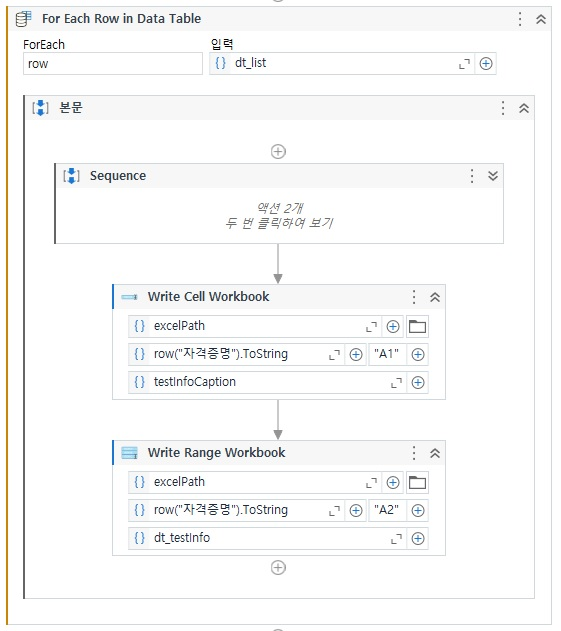 For Each Row in Data Table
ForEach 입력
row {} dt_list
본문
Sequence
액션 2개
두 번 클릭하여 보기
Write Cell Workbook
{} excelPath
{} row("자격증명").ToString "A1"
{} testInfoCaption
Write Range Workbook
{} excelPath
{} row("자격증명").ToString "A2"
{} dt_testInfo